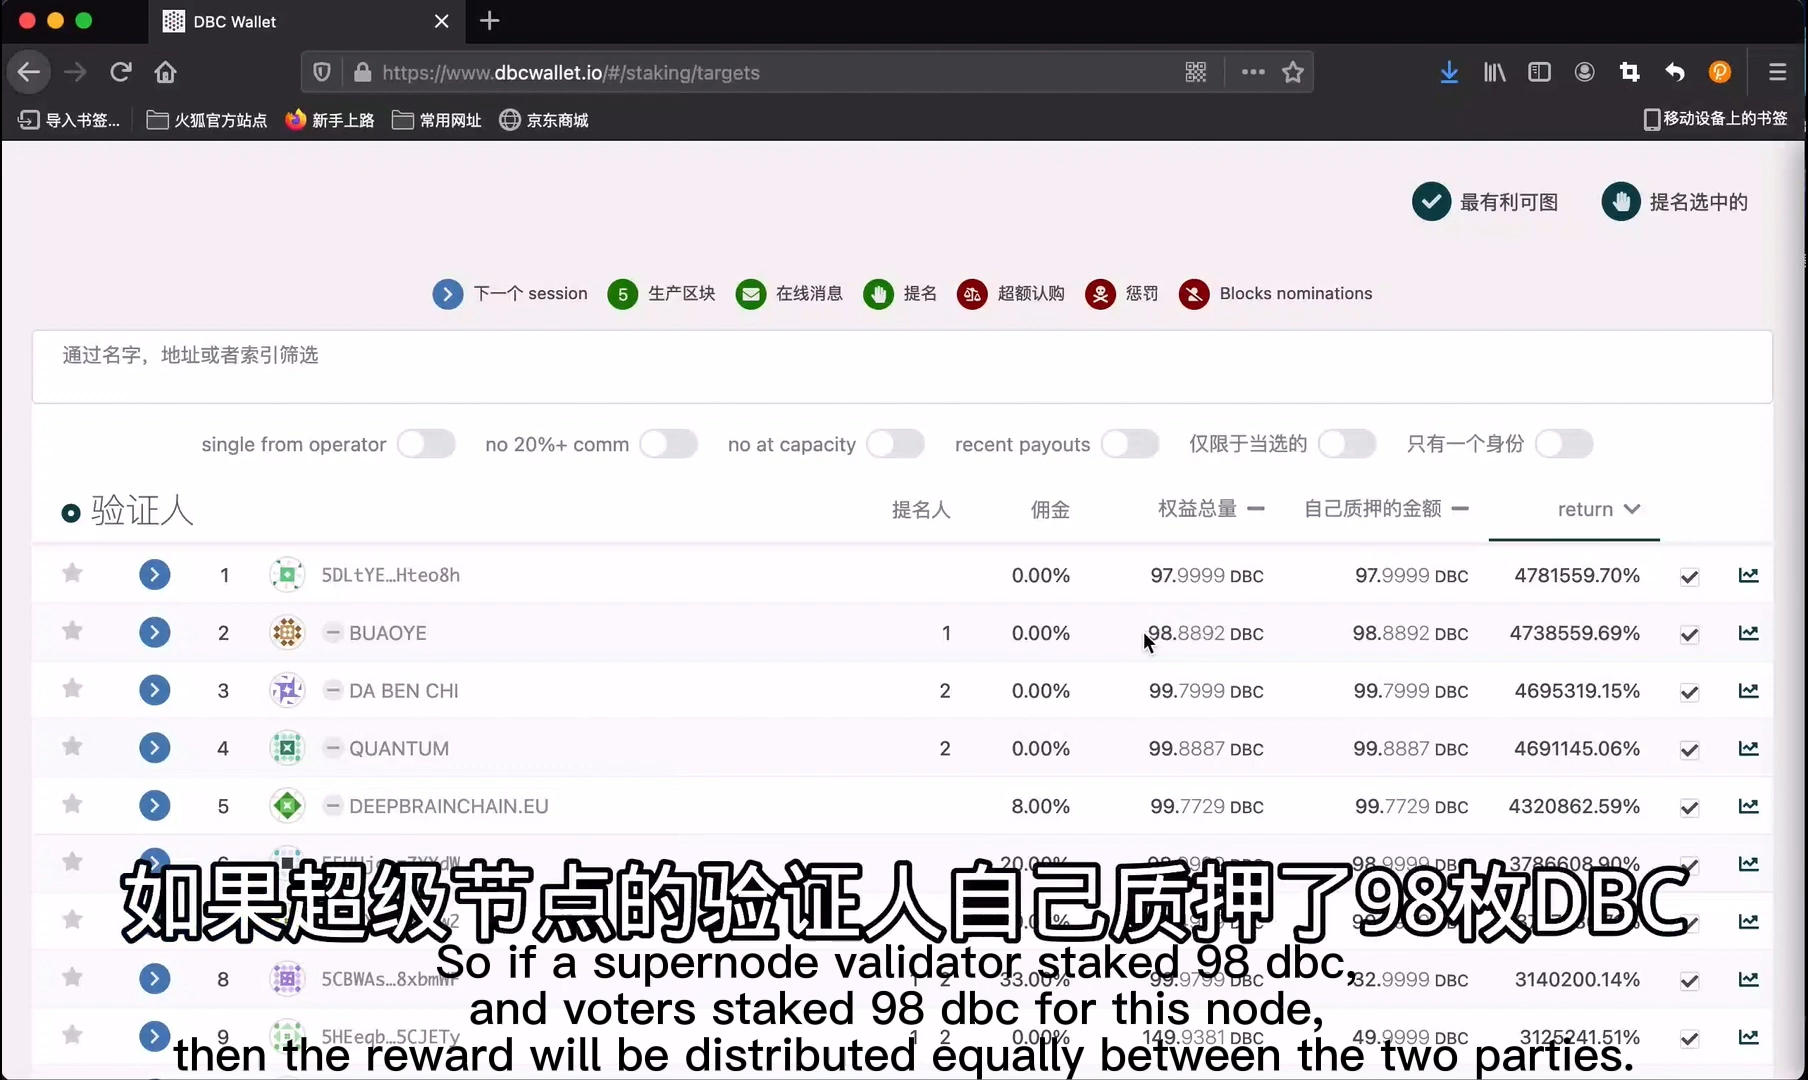 DBC Wallet
https://www.dbcwallet.io/#/staking/targets
导入书签... 火狐官方站点 新手上路 常用网址 京东商城 移动设备上的书签
最有利可图 提名选中的
下一个 session 5 生产区块 在线消息 提名 超额认购 惩罚 Blocks nominations
通过名字，地址或者索引筛选
single from operator no 20%+ comm no at capacity recent payouts 仅限于当选的 只有一个身份
验证人 提名人 佣金 权益总量 自己质押的金额 return
1 5DLtYE…Hteo8h 0.00% 97.9999 DBC 97.9999 DBC 4781559.70%
2 BUAOYE 1 0.00% 98.8892 DBC 98.8892 DBC 4738559.69%
3 DA BEN CHI 2 0.00% 99.7999 DBC 99.7999 DBC 4695319.15%
4 QUANTUM 2 0.00% 99.8887 DBC 99.8887 DBC 4691145.06%
5 DEEPBRAINCHAIN.EU 8.00% 99.7729 DBC 99.7729 DBC 4320862.59%
20.00% 98.9999 DBC 3786608.90%
如果超级节点的验证人自己质押了98枚DBC
So if a supernode validator staked 98 dbc,
8 33.00% 99.9799 DBC 32.9999 DBC 3140200.14%
and voters staked 98 dbc for this node,
9 5HEeqb…5CJETy 1 2 0.00% 149.9381 DBC 49.9999 DBC 3125241.51%
then the reward will be distributed equally between the two parties.